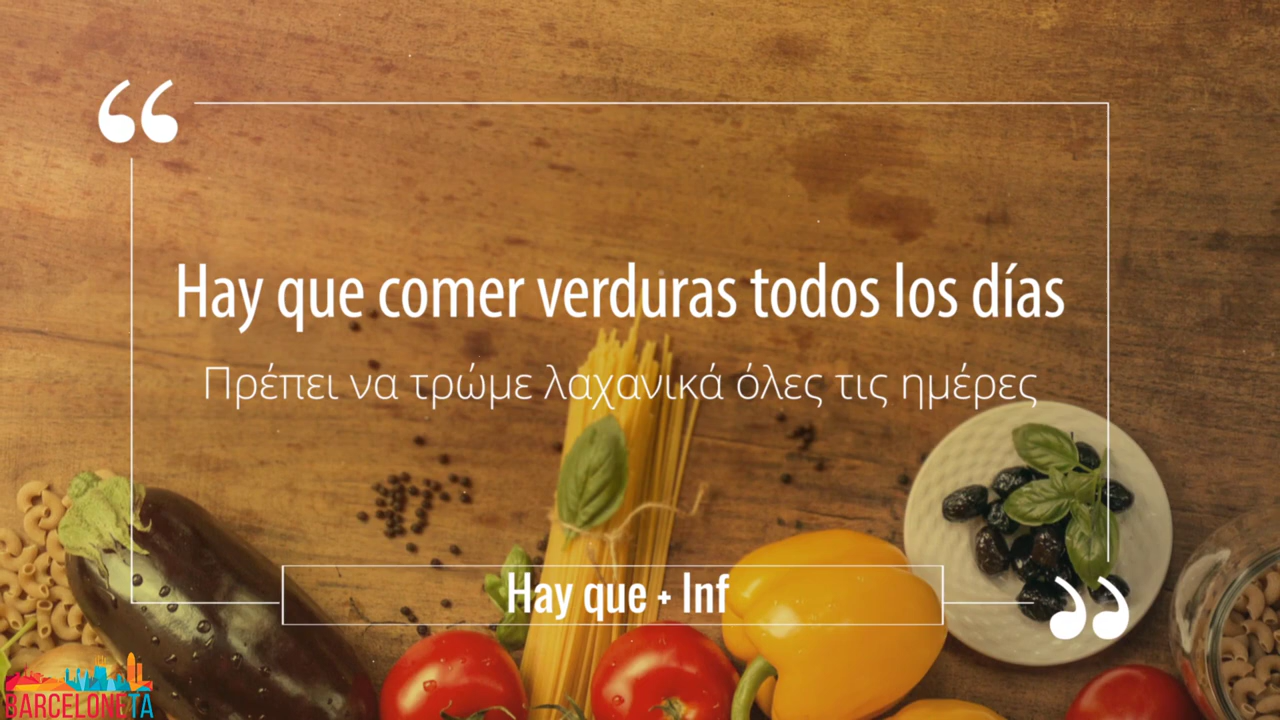 “
Hay que comer verduras todos los días
Πρέπει να τρώμε λαχανικά όλες τις ημέρες
Hay que + Inf
”
BARCELONETA